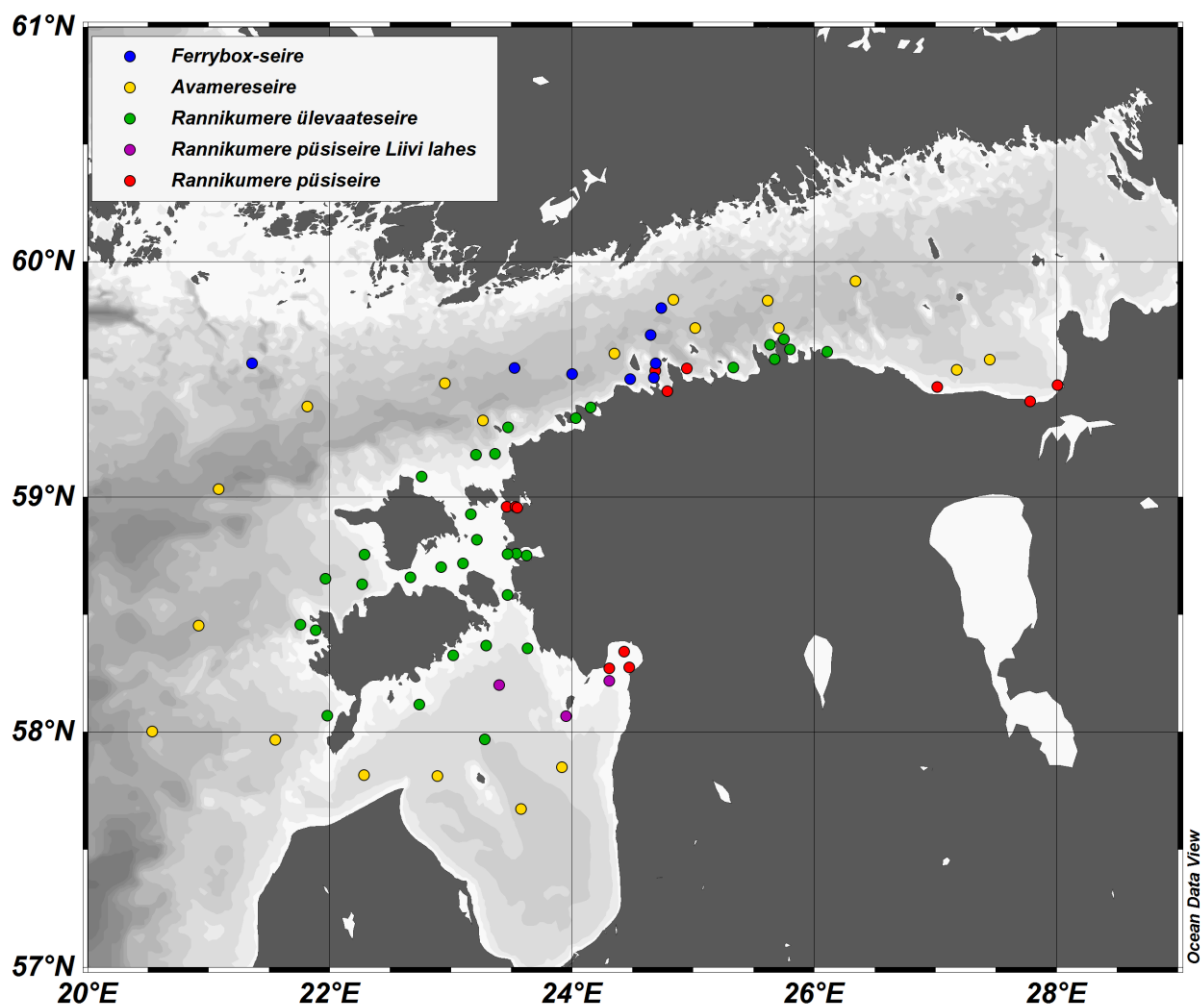 61°N
Ferrybox-seire
Avamereseire
Rannikumere ülevaateseire
Rannikumere püsiseire Liivi lahes
Rannikumere püsiseire
60°N
59°N
58°N
57°N
20°E 22°E 24°E 26°E 28°E
Ocean Data View